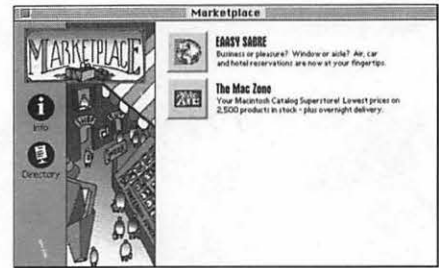 Marketplace
MARKETPLACE
EAASY SABRE
Business or pleasure? Window or aisle? Air, car
and hotel reservations are now at your fingertips.
The Mac Zone
Your Macintosh Catalog Superstore! Lowest prices on
2,500 products in stock - plus overnight delivery.
Info
Directory